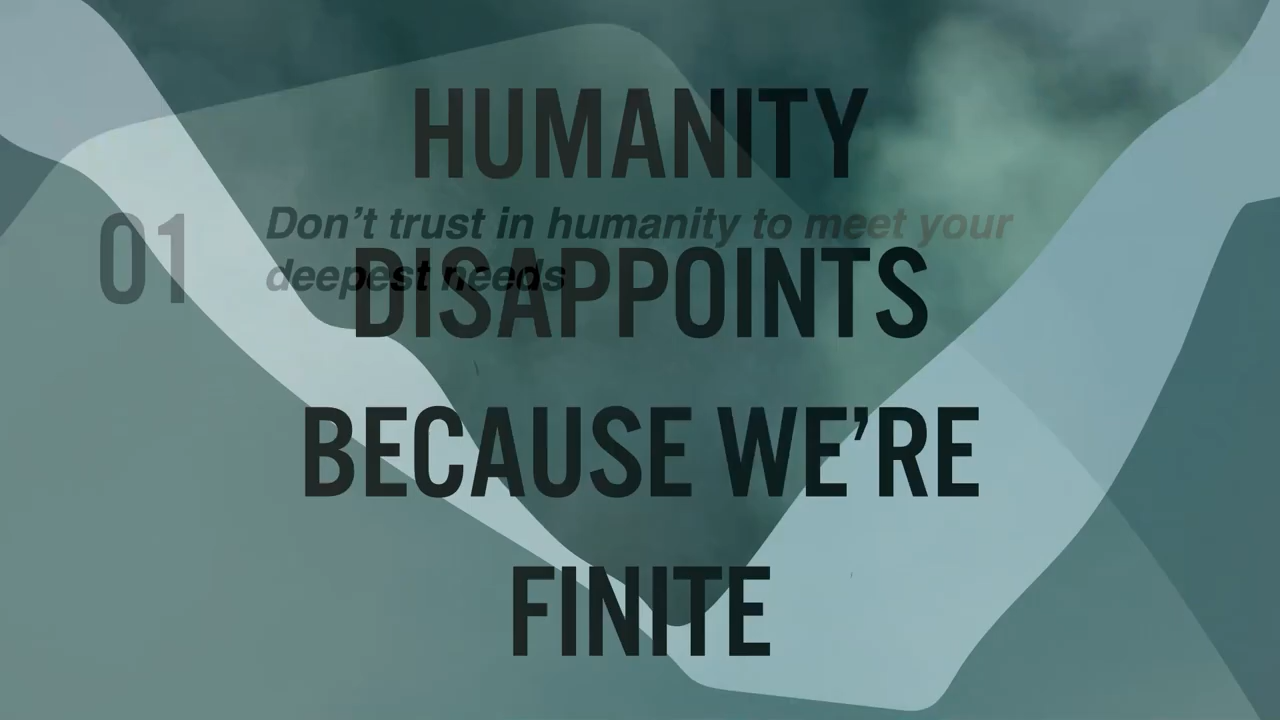 HUMANITY
01 Don't trust in humanity to meet your
deepest needs
DISAPPOINTS
BECAUSE WE'RE
FINITE